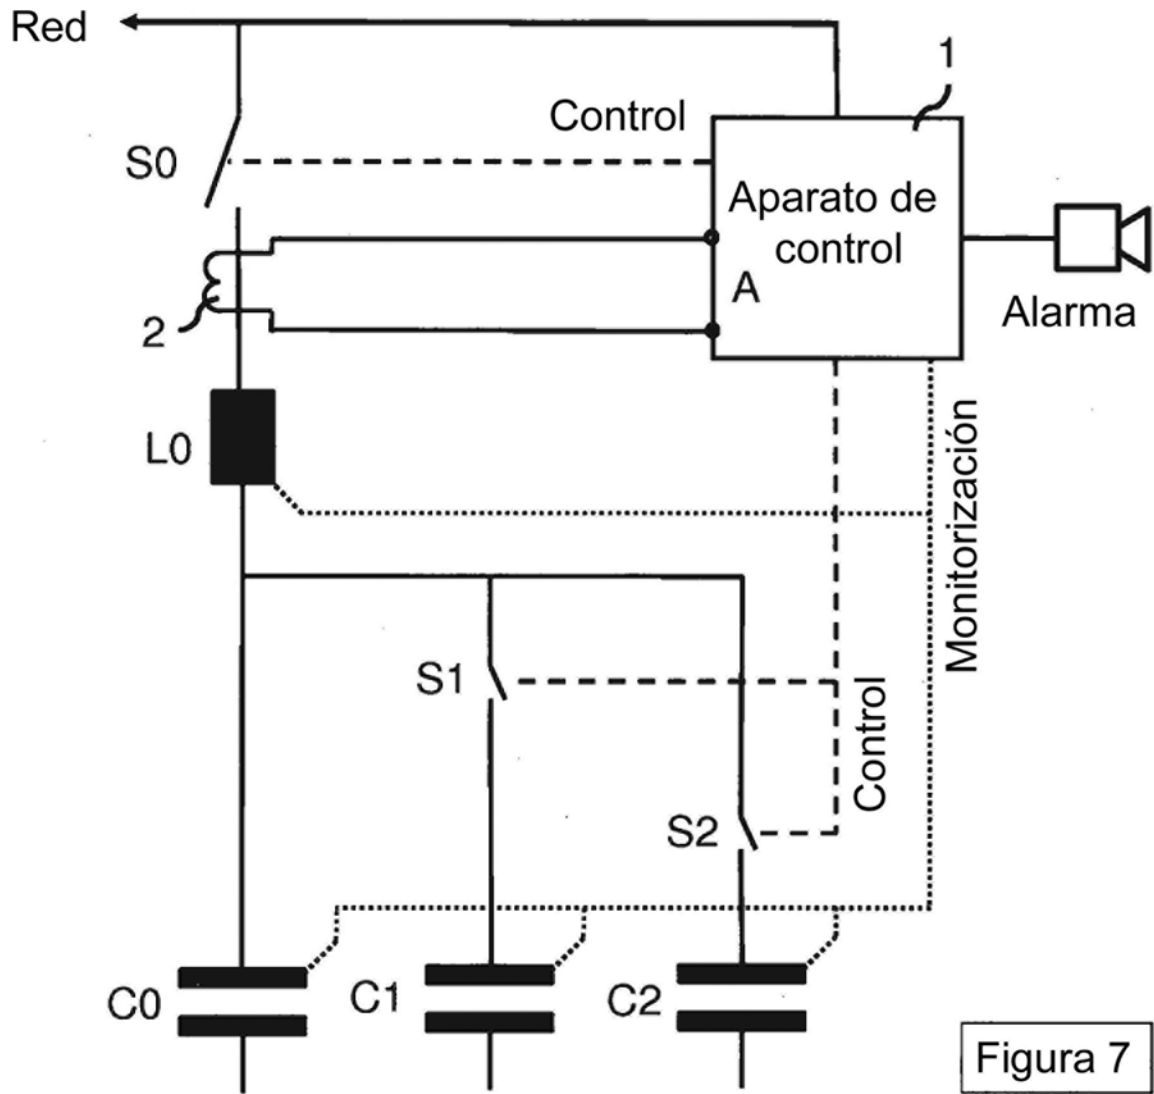 Red
1
Control
S0
Aparato de
control
A
2
Alarma
L0
Monitorización
S1
Control
S2
C0
C1
C2
Figura 7